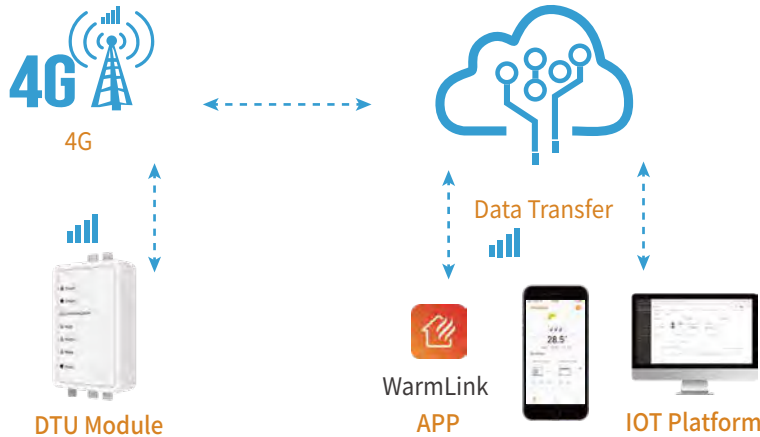 4G
4G
Data Transfer
28.5°
WarmLink
APP
DTU Module
IOT Platform